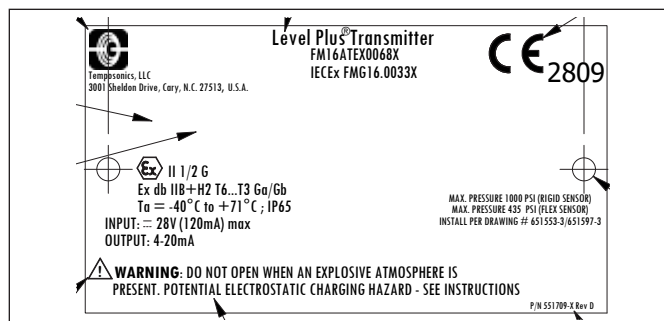 Level Plus® Transmitter
FM16ATEX0068X
IECEx FMG16.0033X
CE 2809
Temposonics, LLC
3001 Sheldon Drive, Cary, N.C. 27513, U.S.A.
Ex II 1/2 G
Ex db IIB+H2 T6...T3 Ga/Gb
Ta = -40°C to +71°C ; IP65
INPUT: ⎓ 28V (120mA) max
OUTPUT: 4-20mA
MAX. PRESSURE 1000 PSI (RIGID SENSOR)
MAX. PRESSURE 435 PSI (FLEX SENSOR)
INSTALL PER DRAWING # 651553-3/651597-3
WARNING: DO NOT OPEN WHEN AN EXPLOSIVE ATMOSPHERE IS
PRESENT. POTENTIAL ELECTROSTATIC CHARGING HAZARD - SEE INSTRUCTIONS
P/N 551709-X Rev D